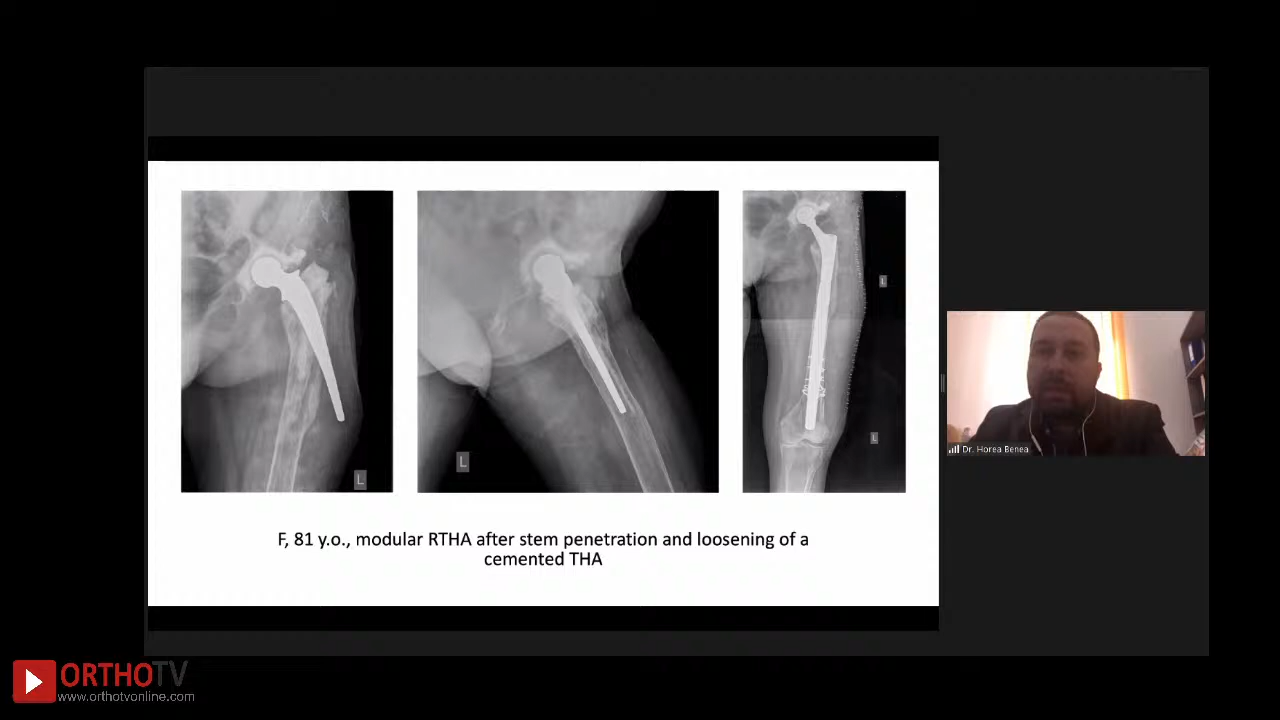 L
L
L
L
F, 81 y.o., modular RTHA after stem penetration and loosening of a
cemented THA
Dr. Horea Benea
ORTHOTV
www.orthotvonline.com